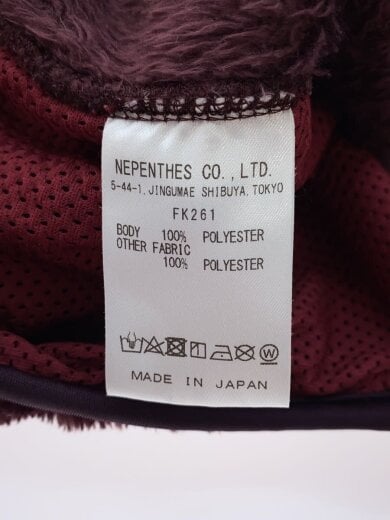 NEPENTHES CO., LTD.
5-44-1. JINGUMAE SHIBUYA. TOKYO
FK261
BODY 100% POLYESTER
OTHER FABRIC
100% POLYESTER
MADE IN JAPAN